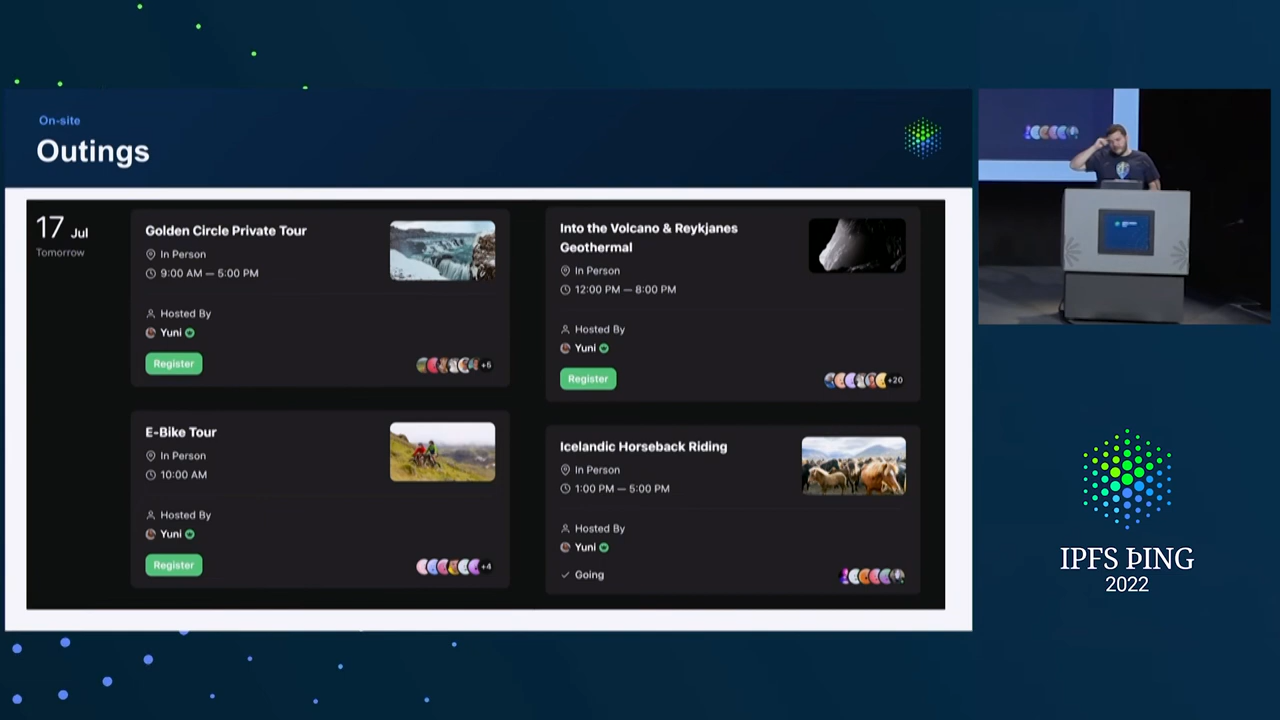 On-site
Outings
17 Jul
Tomorrow
Golden Circle Private Tour
In Person
9:00 AM — 5:00 PM
Hosted By
Yuni
Register
+6
E-Bike Tour
In Person
10:00 AM
Hosted By
Yuni
Register
+4
Into the Volcano & Reykjanes
Geothermal
In Person
12:00 PM — 8:00 PM
Hosted By
Yuni
Register
+20
Icelandic Horseback Riding
In Person
1:00 PM — 5:00 PM
Hosted By
Yuni
Going
IPFS ÞING
2022